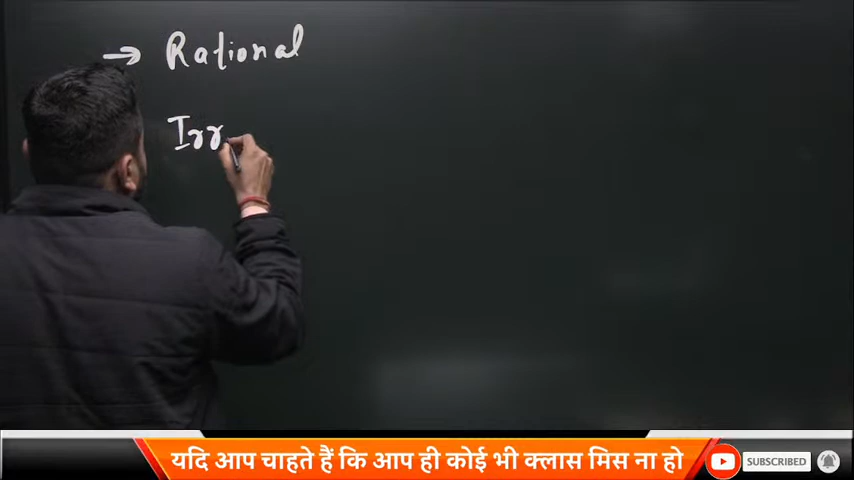 → Rational
Irr
यदि आप चाहते हैं कि आप ही कोई भी क्लास मिस ना हो
SUBSCRIBED